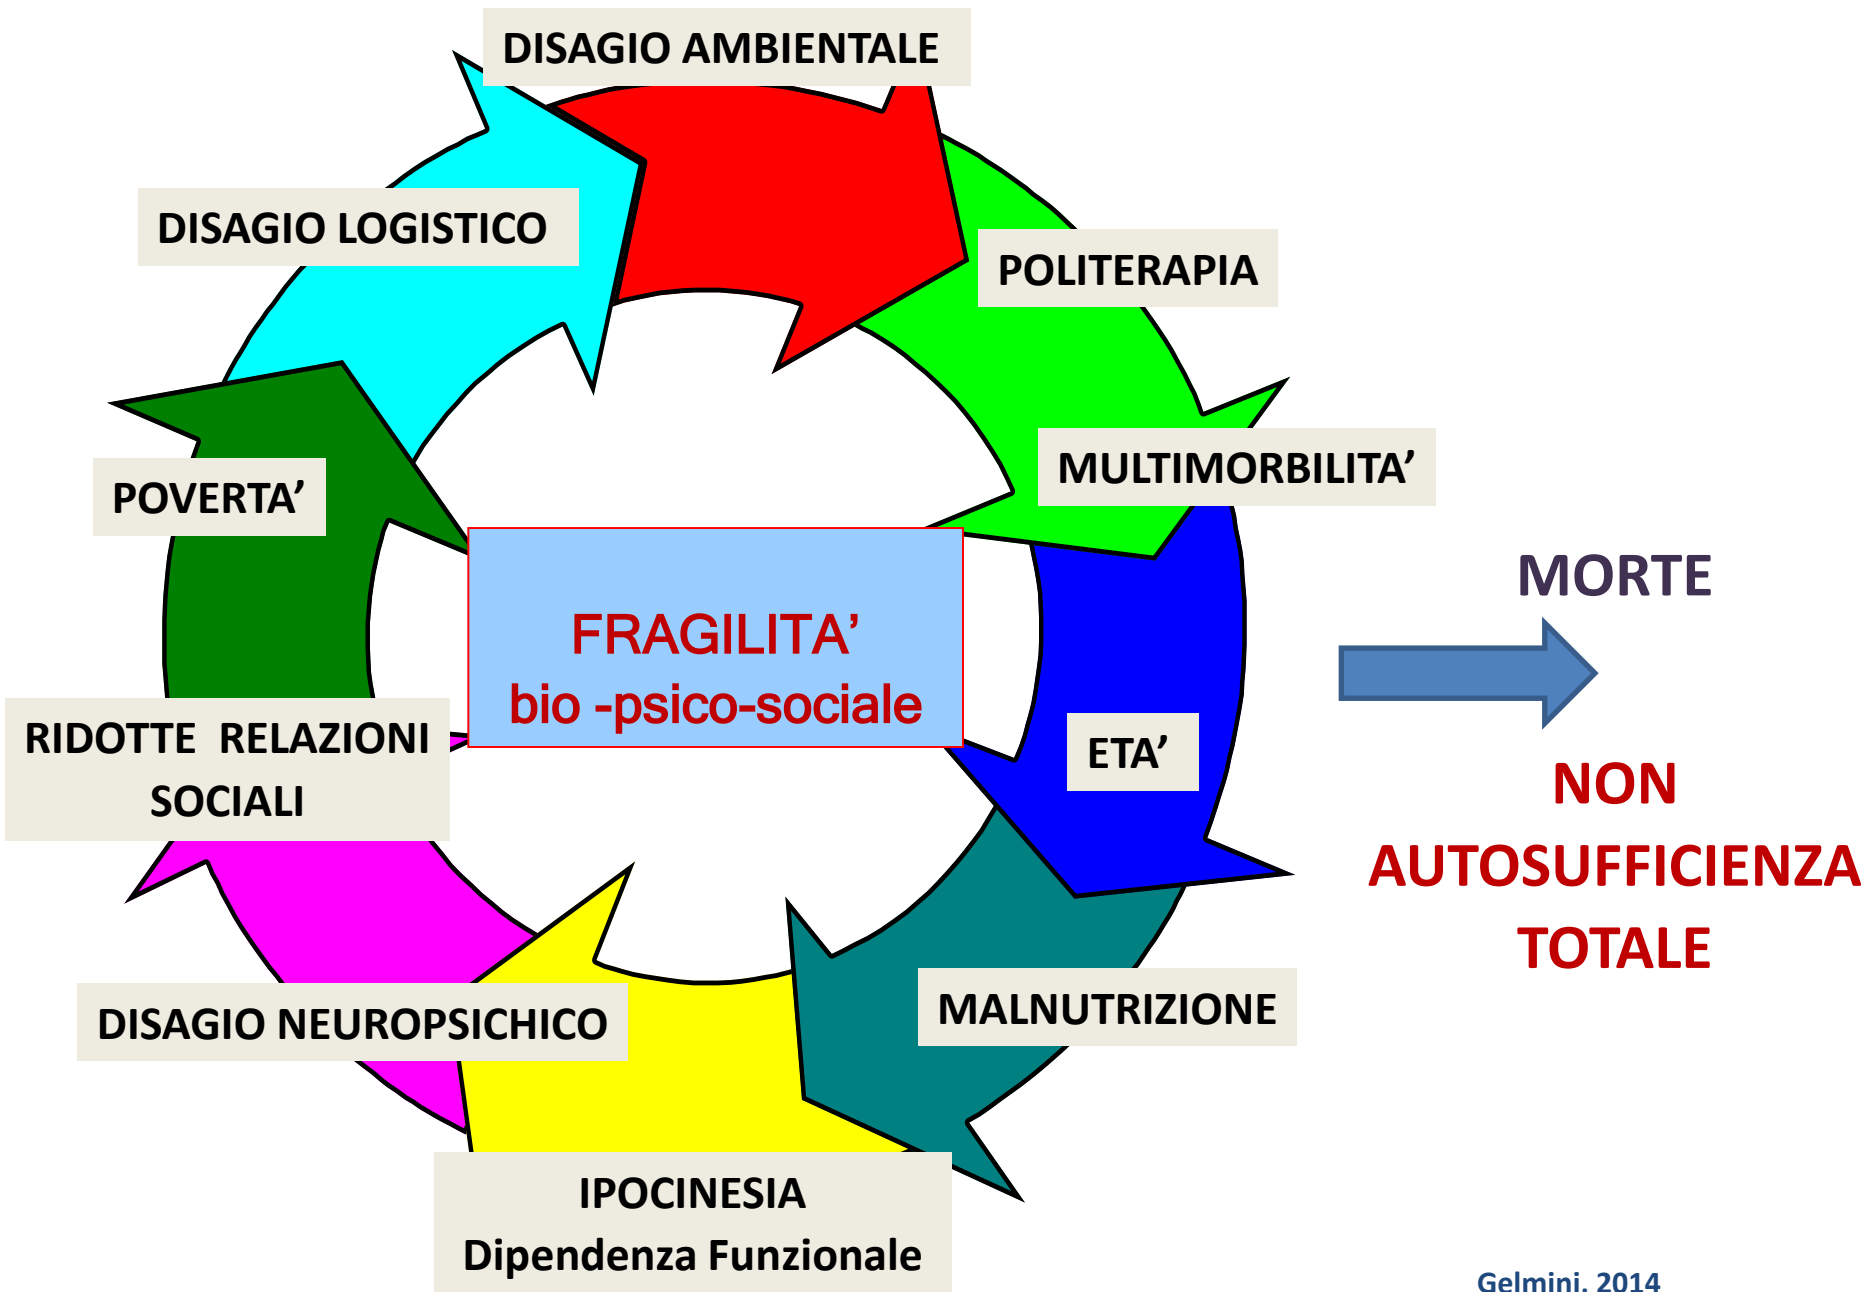 DISAGIO AMBIENTALE
DISAGIO LOGISTICO
POLITERAPIA
MULTIMORBILITA’
POVERTA’
FRAGILITA’
bio -psico-sociale
MORTE
RIDOTTE RELAZIONI
SOCIALI
ETA’
NON
AUTOSUFFICIENZA
TOTALE
DISAGIO NEUROPSICHICO
MALNUTRIZIONE
IPOCINESIA
Dipendenza Funzionale
Gelmini. 2014